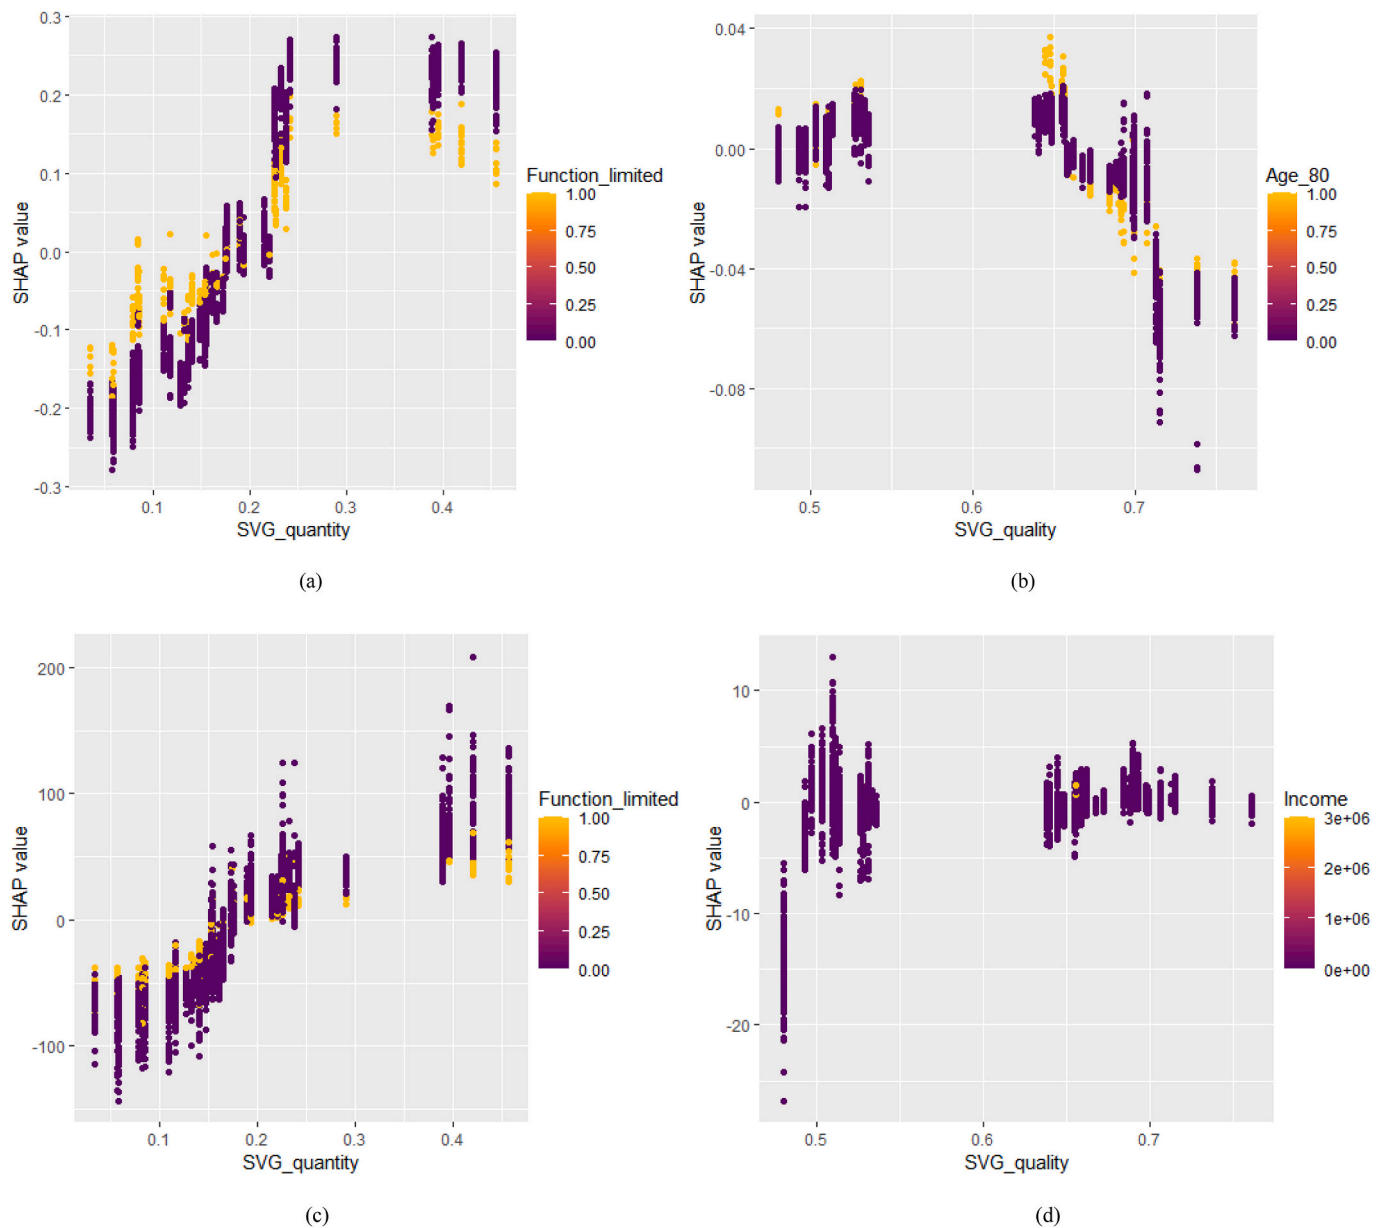 0.3
0.2
0.1
0.0
-0.1
-0.2
-0.3
SHAP value
0.1 0.2 0.3 0.4
SVG_quantity
Function_limited
1.00
0.75
0.50
0.25
0.00
(a)
0.04
0.00
-0.04
-0.08
SHAP value
0.5 0.6 0.7
SVG_quality
Age_80
1.00
0.75
0.50
0.25
0.00
(b)
200
100
0
-100
SHAP value
0.1 0.2 0.3 0.4
SVG_quantity
Function_limited
1.00
0.75
0.50
0.25
0.00
(c)
10
0
-10
-20
SHAP value
0.5 0.6 0.7
SVG_quality
Income
3e+06
2e+06
1e+06
0e+00
(d)